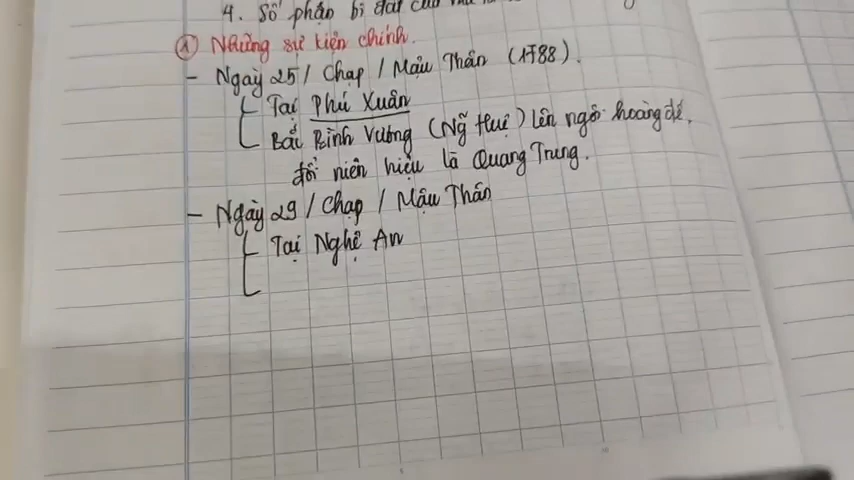 4. Số phận bi đát của
① Những sự kiện chính.
- Ngày 25 / Chạp / Mậu Thân (1788).
Tại Phú Xuân
Bắc Bình Vương (Ng̃ Huệ) lên ngôi hoàng đế,
đổi niên hiệu là Quang Trung.
- Ngày 29 / Chạp / Mậu Thân
Tại Nghệ An